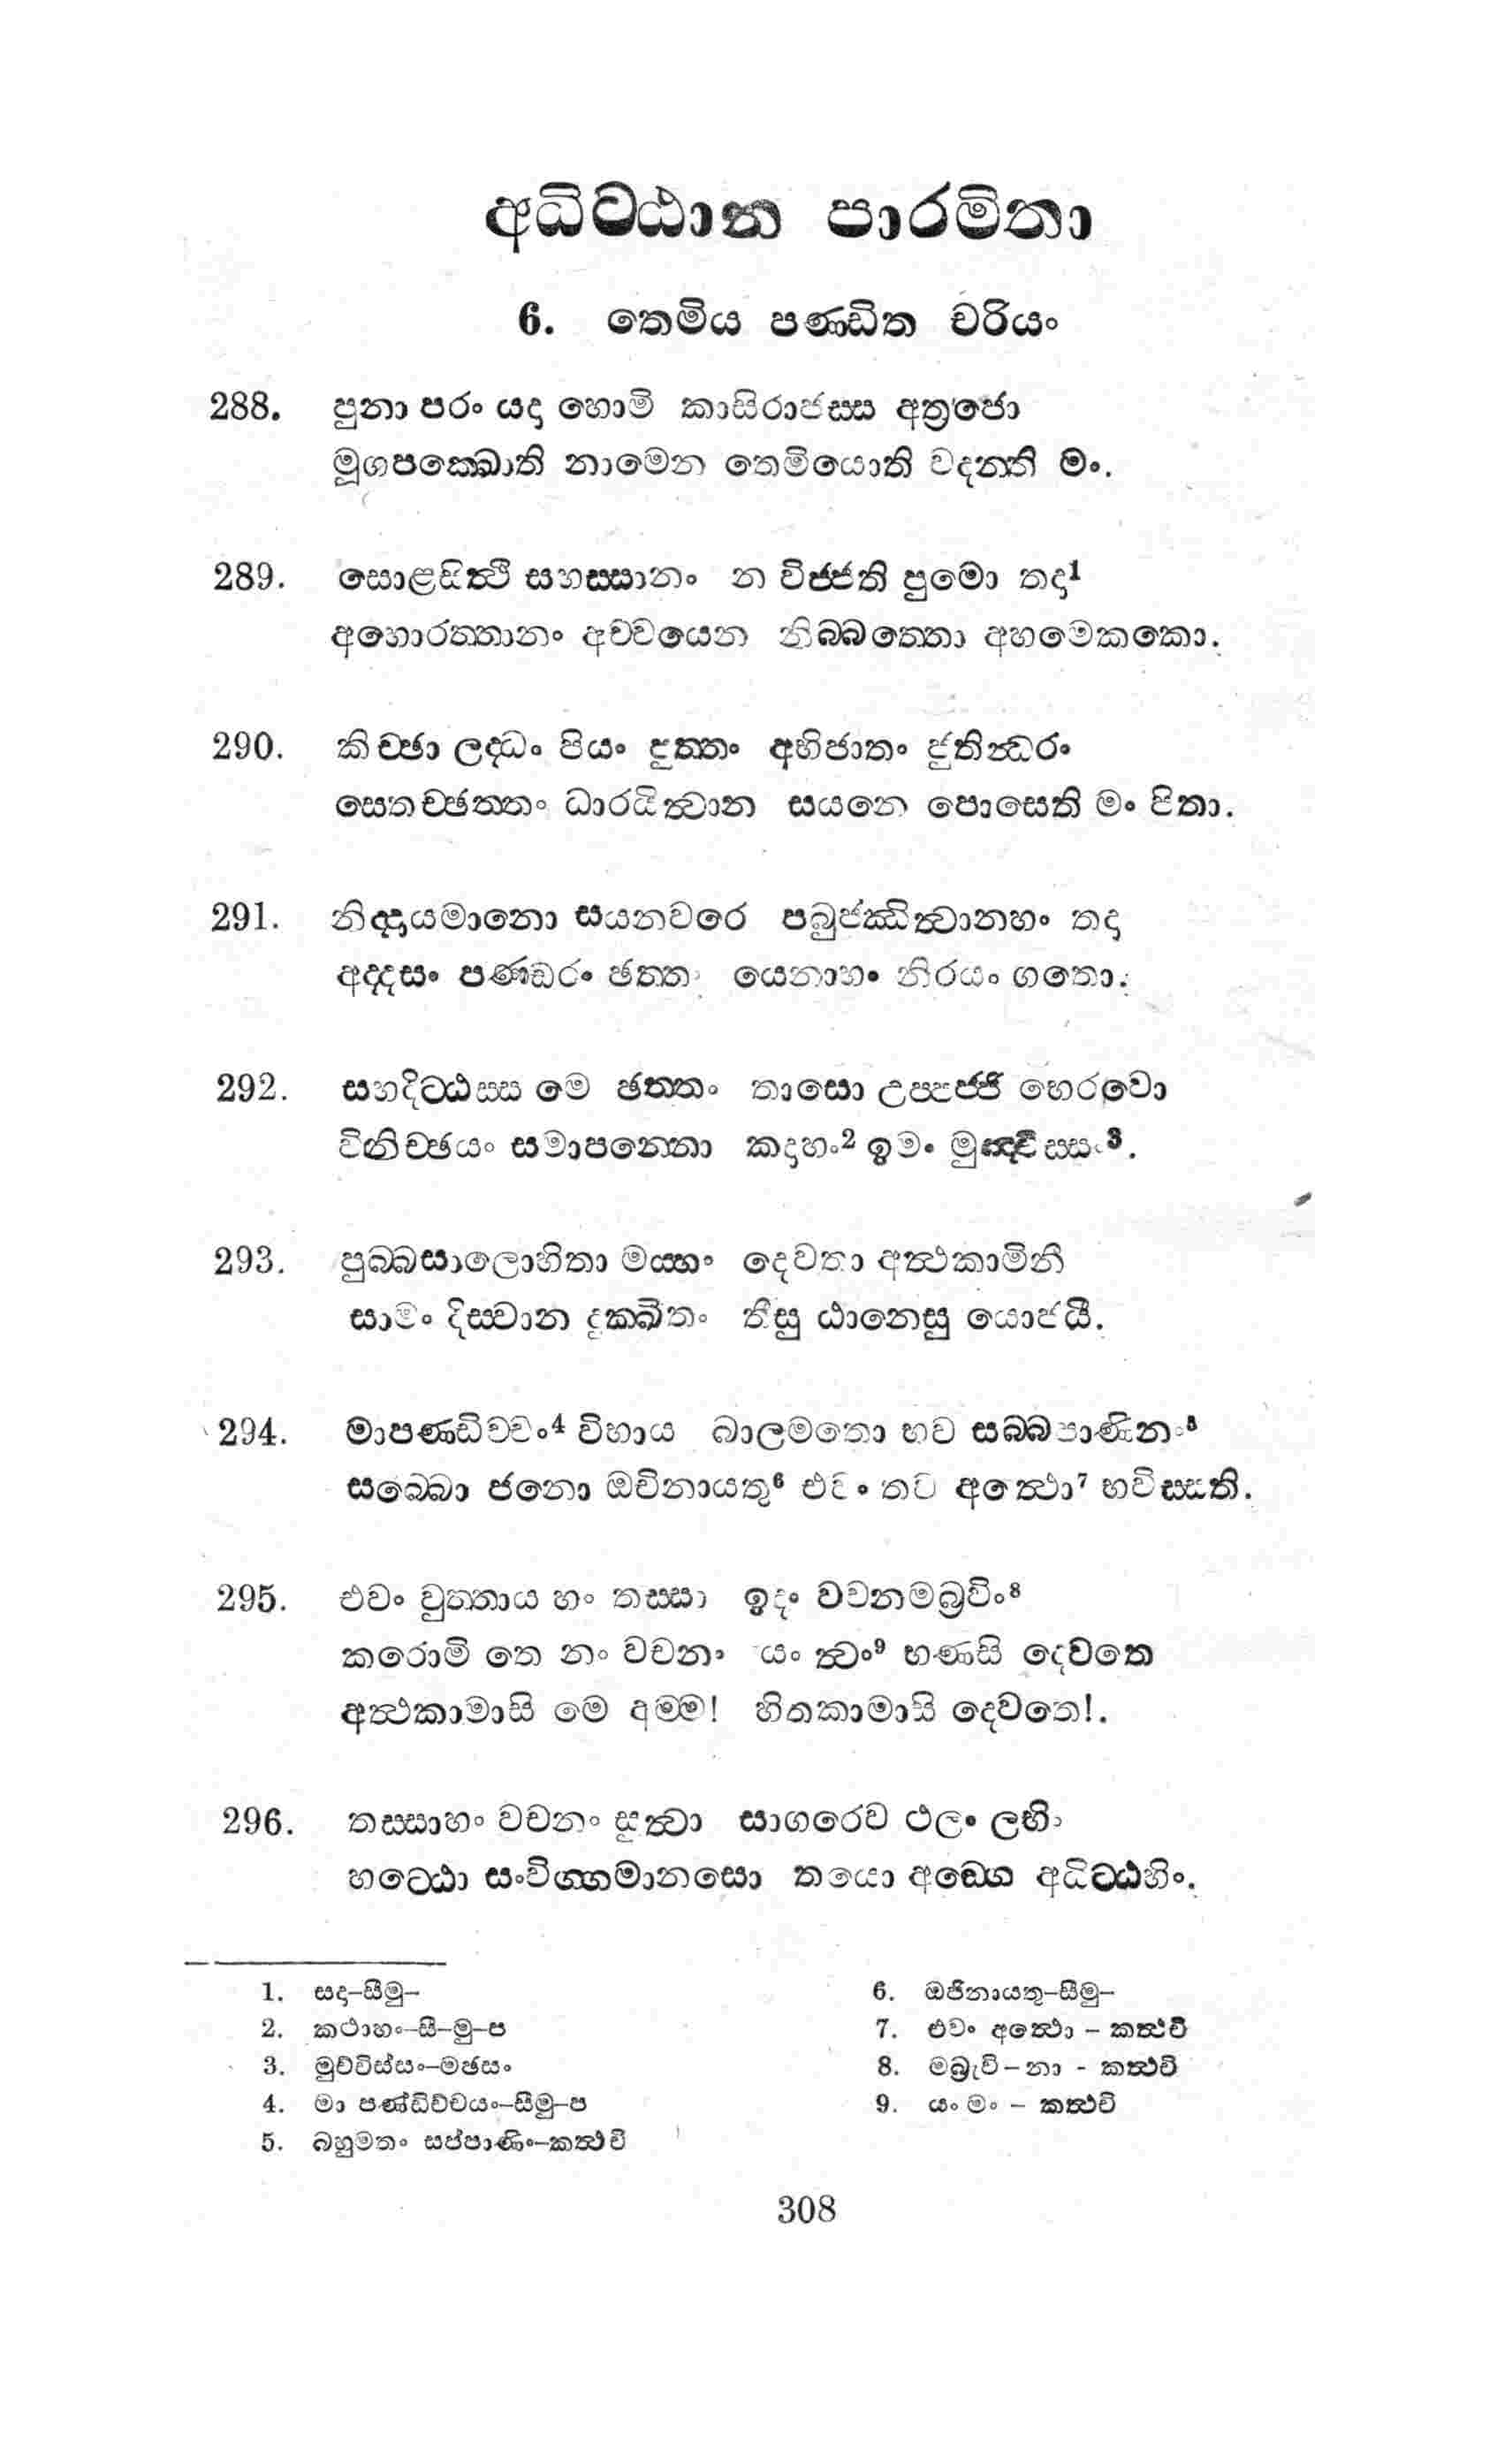 අධිට්ඨාන පාරමිතා
6. තෙමිය පණ්ඩිත චරියං
288. පුනා පරං යදා හොමි කාසිරාජස්ස අත්‍රජො
මූගපක්ඛොති නාමෙන තෙමියොති වදන්ති මං.
289. සොළසිත්ථි සහස්සානං න විජ්ජති පුමො තදා1
අහොරත්තානං අච්චයෙන නිබ්බත්තො අහමෙකකො.
290. කිච්ඡා ලද්ධං පියං පුත්තං අභිජාතං ජුතින්ධරං
සෙතච්ඡත්තං ධාරයිත්වාන සයනෙ පොසෙති මං පිතා.
291. නිද්දායමානො සයනවරෙ පබුජ්ඣිත්වානහං තදා
අද්දසං පණ්ඩරං ඡත්තං යෙනාහං නිරයං ගතො.
292. සහදිට්ඨස්ස මෙ ඡත්තං තාසො උප්පජ්ජි භෙරවො
විනිච්ඡයං සමාපන්නො කදාහං2 ඉමං මුඤ්චිස්සං3.
293. පුබ්බසාලොහිතා මය්හං දෙවතා අත්ථකාමිනී
සාමං දිස්වාන දුක්ඛිතං තීසු ඨානෙසු යොජයී.
294. මාපණ්ඩිච්චං4 විභාය බාලමතො භව සබ්බපාණිනං5
සබ්බො ජනො ඔචිනායතු6 එවං තව අත්ථො7 භවිස්සති.
295. එවං වුත්තාය හං තස්සා ඉදං වචනමබ්‍රවිං8
කරොමි තෙ නං වචනං යං ත්වං9 භණසි දෙවතෙ
අත්ථකාමාසි මෙ අම්ම! හිතකාමාසි දෙවතෙ!.
296. තස්සාහං වචනං සුත්වා සාගරෙව ථලං ලභිං
හට්ඨො සංවිග්ගමානසො තයො අඞ්ගෙ අධිට්ඨහිං.
1. සදා–සීමු–
2. කථාහං–සී–මු–ප
3. මුච්චිස්සං–මඡසං
4. මා පණ්ඩිච්චයං–සීමු–ප
5. බහුමතං සප්පාණිං–කත්ථචි
6. ඔජිනායතු–සීමු–
7. එවං අත්ථො – කත්ථචි
8. මබ්‍රැවි – නා - කත්ථචි
9. යං මං – කත්ථචි
308